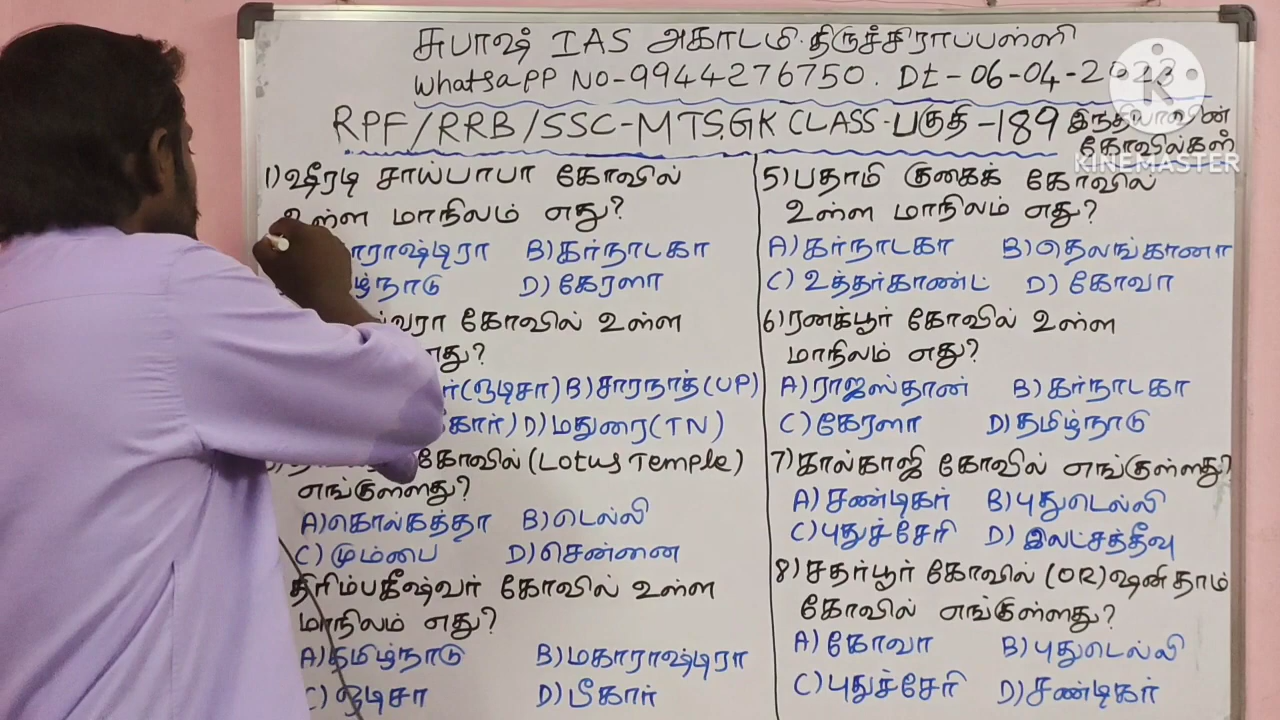 சுபாஷ் IAS அகாடமி. திருச்சிராப்பள்ளி
WhatsAPP NO-9944276750. Dt-06-04-2023
RPF/RRB/SSC-MTS,GK CLASS-பகுதி-189 இந்தியாவின்
கோவில்கள்
KINEMASTER
1)ஷீரடி சாய்பாபா கோவில்
உள்ள மாநிலம் எது?
B)கர்நாடகா
D)கேரளா
கோவில் உள்ள
எது?
B)சாரநாத்(UP)
D)மதுரை(TN)
கோவில்(Lotus Temple)
எங்குள்ளது?
A)கொல்கத்தா B)டெல்லி
C)மும்பை D)சென்னை
திரிம்பகீஷ்வர் கோவில் உள்ள
மாநிலம் எது?
A)தமிழ்நாடு B)மகாராஷ்டிரா
C)ஒடிசா D)பீகார்
5)பதாமி குகைக் கோவில்
உள்ள மாநிலம் எது?
A)கர்நாடகா B)தெலங்கானா
C)உத்தர்காண்ட் D)கோவா
6)ரனக்பூர் கோவில் உள்ள
மாநிலம் எது?
A)ராஜஸ்தான் B)கர்நாடகா
C)கேரளா D)தமிழ்நாடு
7)கால்காஜி கோவில் எங்குள்ளது?
A)சண்டிகர் B)புதுடெல்லி
C)புதுச்சேரி D)இலட்சத்தீவு
8)சதர்பூர் கோவில் (OR)ஷனி தாம்
கோவில் எங்குள்ளது?
A)கோவா B)புதுடெல்லி
C)புதுச்சேரி D)சண்டிகர்